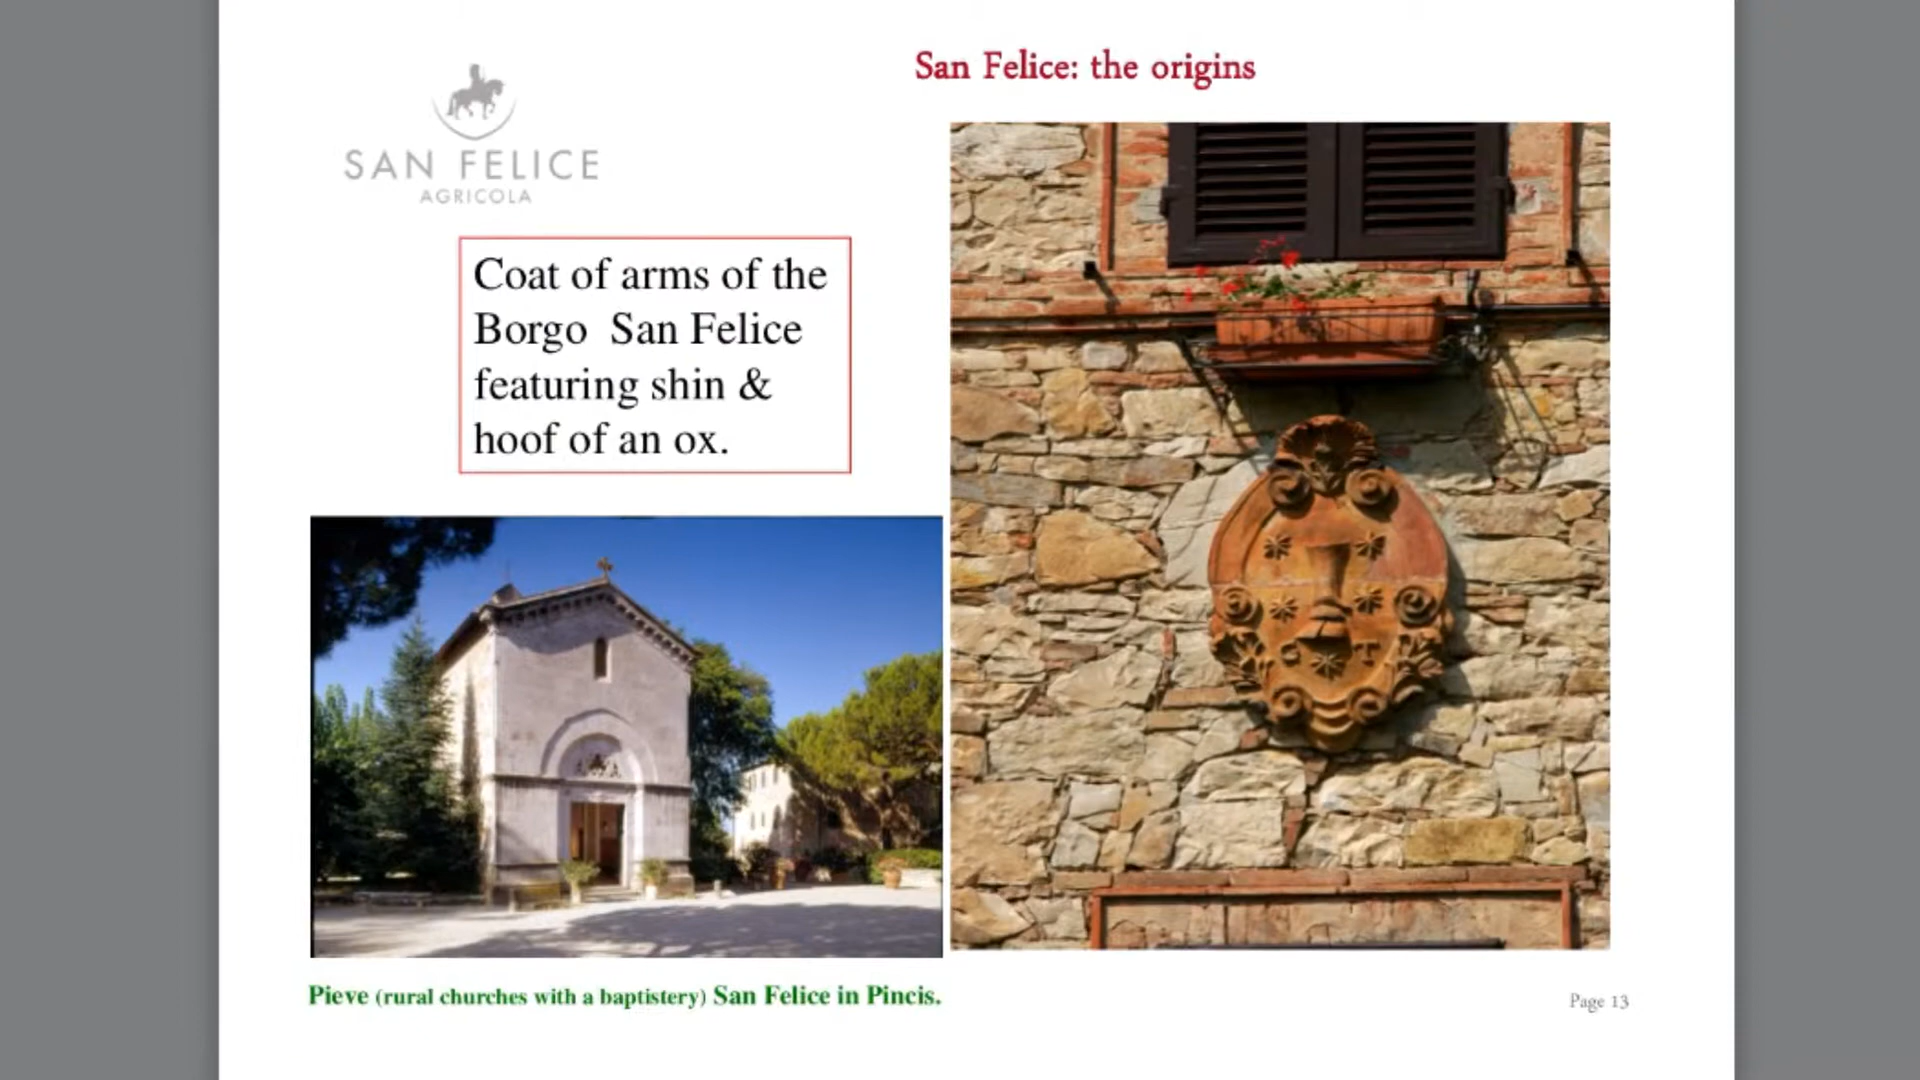 San Felice: the origins
SAN FELICE
AGRICOLA
Coat of arms of the
Borgo San Felice
featuring shin &
hoof of an ox.
G T
Pieve (rural churches with a baptistery) San Felice in Pincis.
Page 13